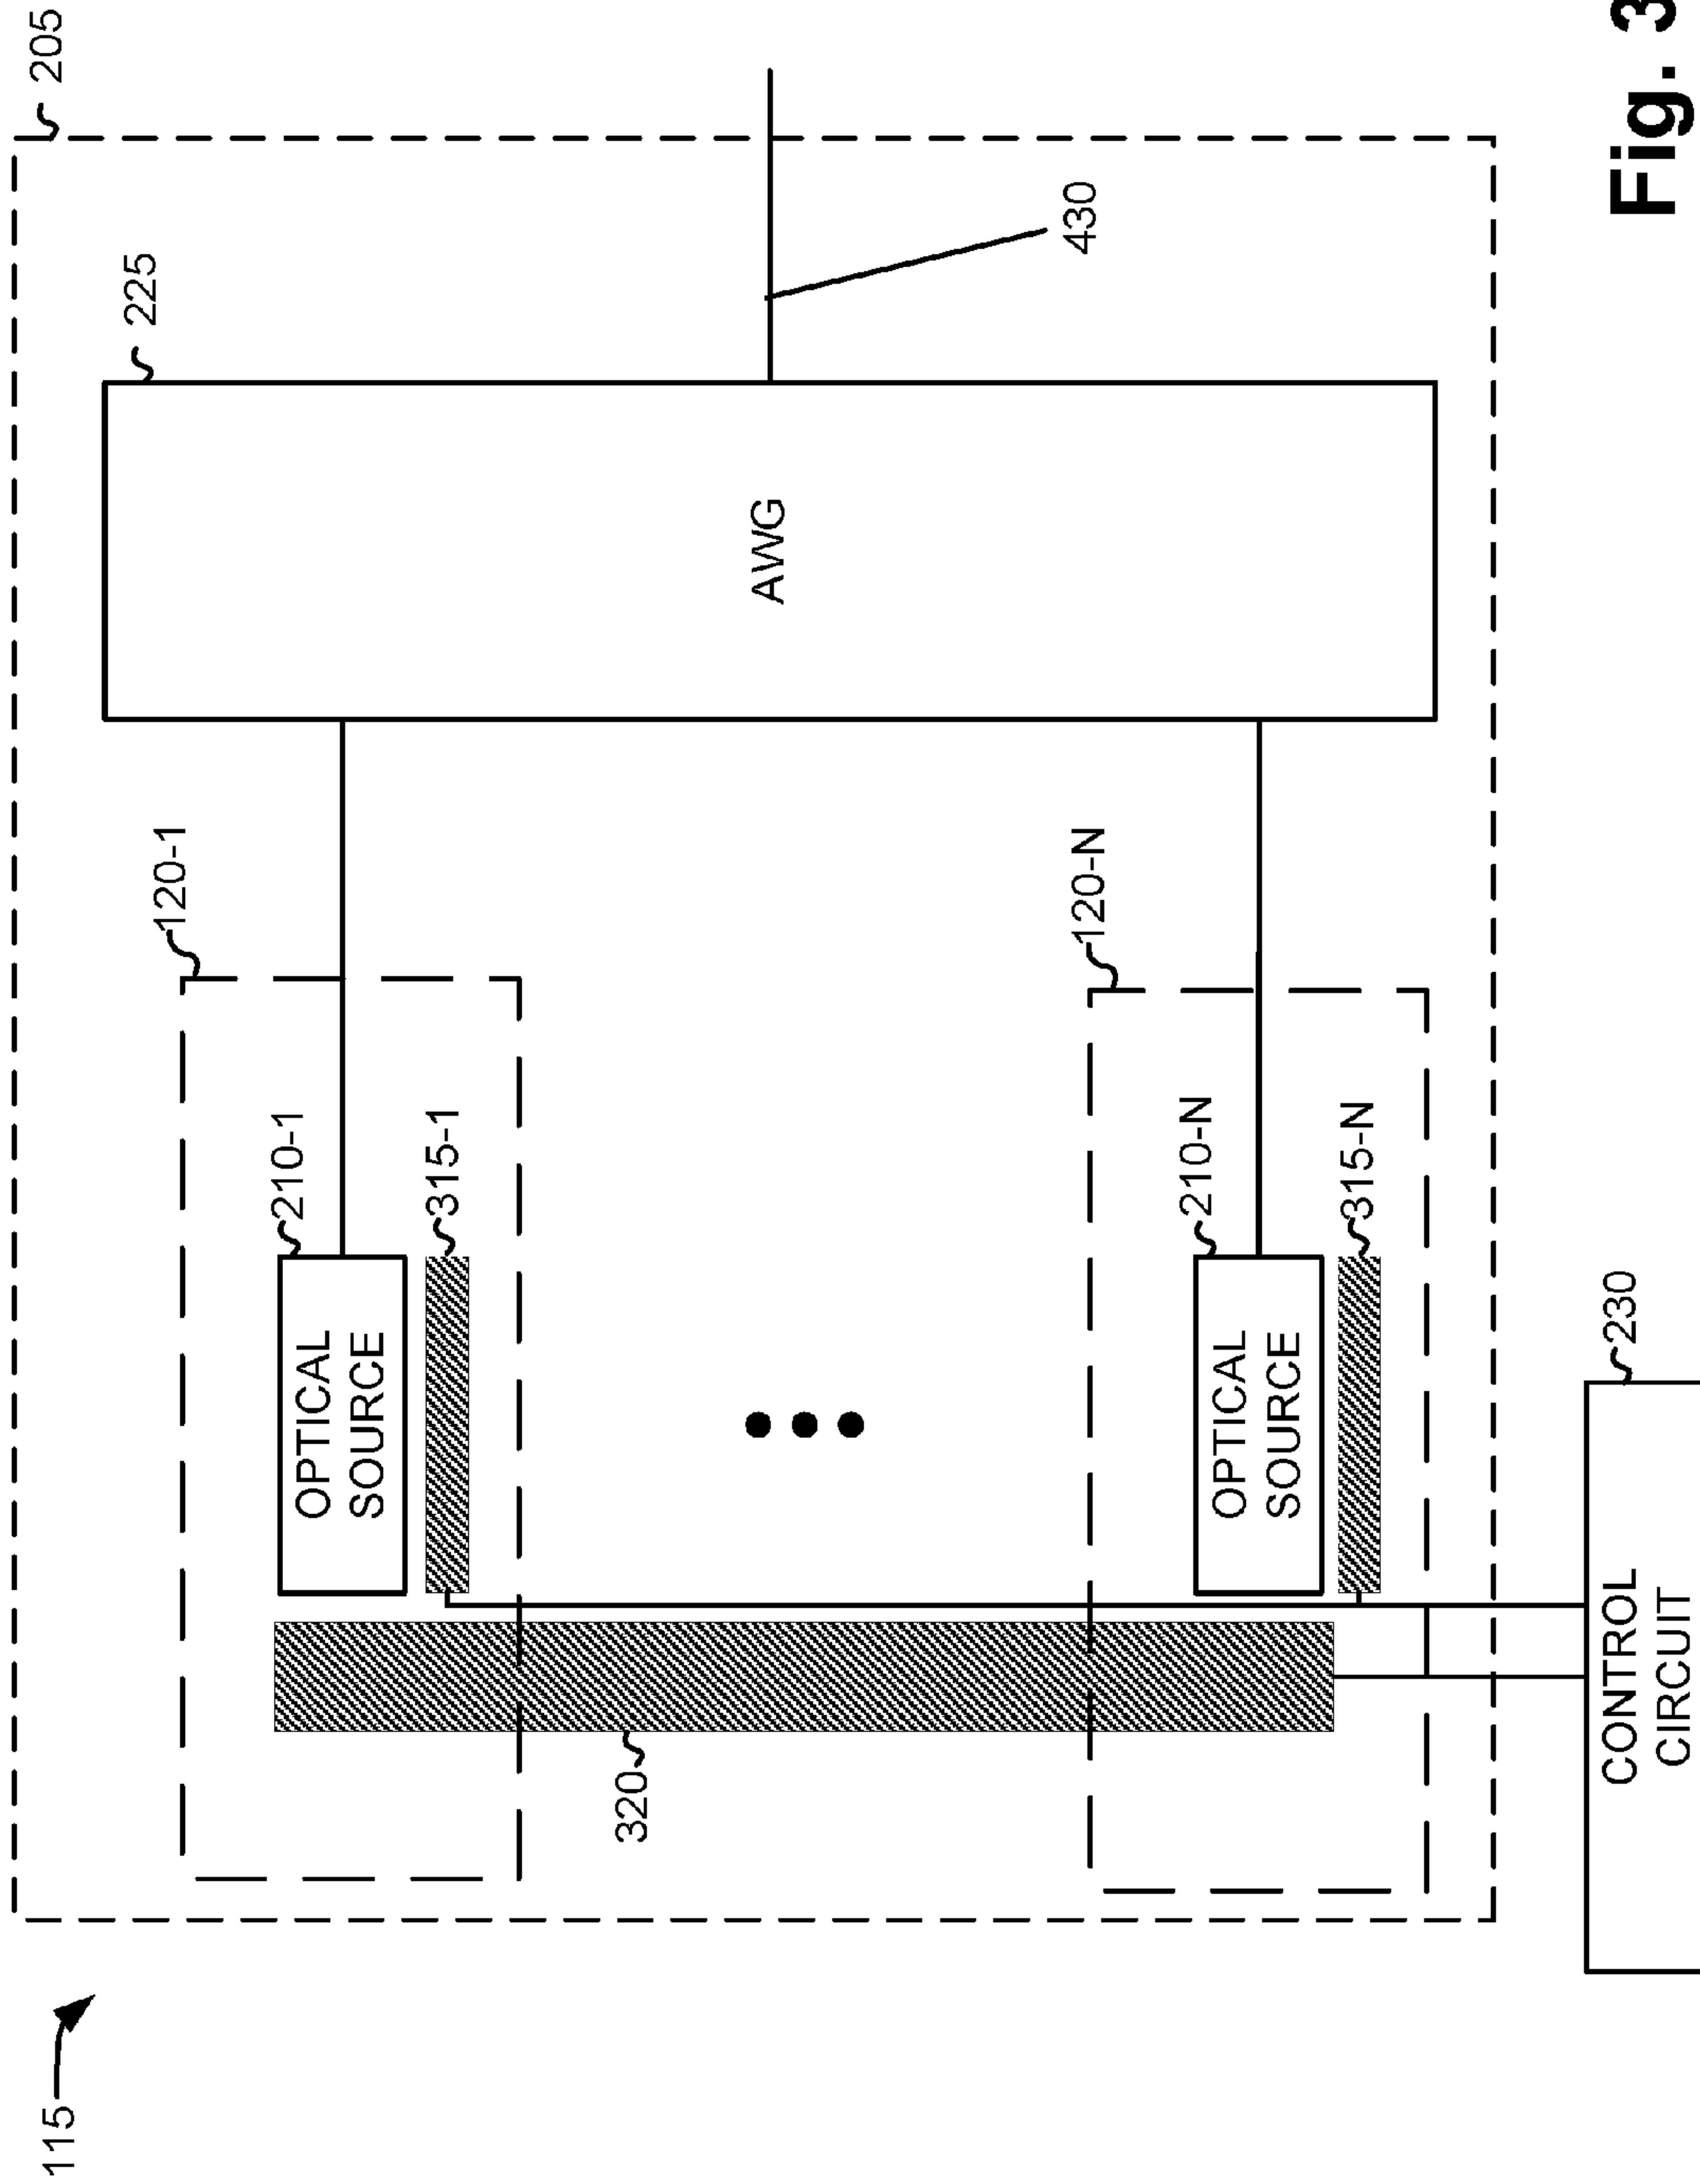 115
205
120-1
225
210-1
OPTICAL
SOURCE
315-1
320
AWG
430
120-N
210-N
OPTICAL
SOURCE
315-N
230
CONTROL
CIRCUIT
Fig. 3